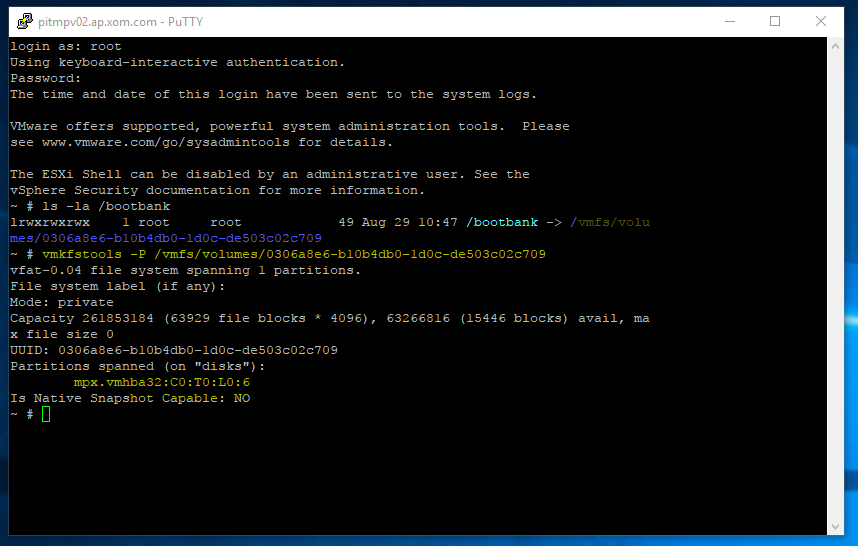 pitmpv02.ap.xom.com - PuTTY
login as: root
Using keyboard-interactive authentication.
Password:
The time and date of this login have been sent to the system logs.
VMware offers supported, powerful system administration tools.  Please
see www.vmware.com/go/sysadmintools for details.
The ESXi Shell can be disabled by an administrative user. See the
vSphere Security documentation for more information.
~ # ls -la /bootbank
lrwxrwxrwx    1 root     root            49 Aug 29 10:47 /bootbank -> /vmfs/volu
mes/0306a8e6-b10b4db0-1d0c-de503c02c709
~ # vmkfstools -P /vmfs/volumes/0306a8e6-b10b4db0-1d0c-de503c02c709
vfat-0.04 file system spanning 1 partitions.
File system label (if any):
Mode: private
Capacity 261853184 (63929 file blocks * 4096), 63266816 (15446 blocks) avail, ma
x file size 0
UUID: 0306a8e6-b10b4db0-1d0c-de503c02c709
Partitions spanned (on "disks"):
        mpx.vmhba32:C0:T0:L0:6
Is Native Snapshot Capable: NO
~ #